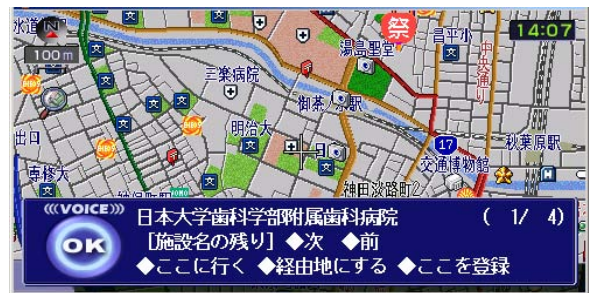 水道
N
100m
出口
専修大
三楽病院
明治大
御茶ノ水駅
湯島聖堂
祭
昌平小
中央通り
14:07
17
秋葉原駅
交通博物館
神田淡路町2
(((VOICE)))
OK
日本大学歯科学部附属歯科病院 ( 1/ 4)
[施設名の残り] ◆次 ◆前
◆ここに行く ◆経由地にする ◆ここを登録